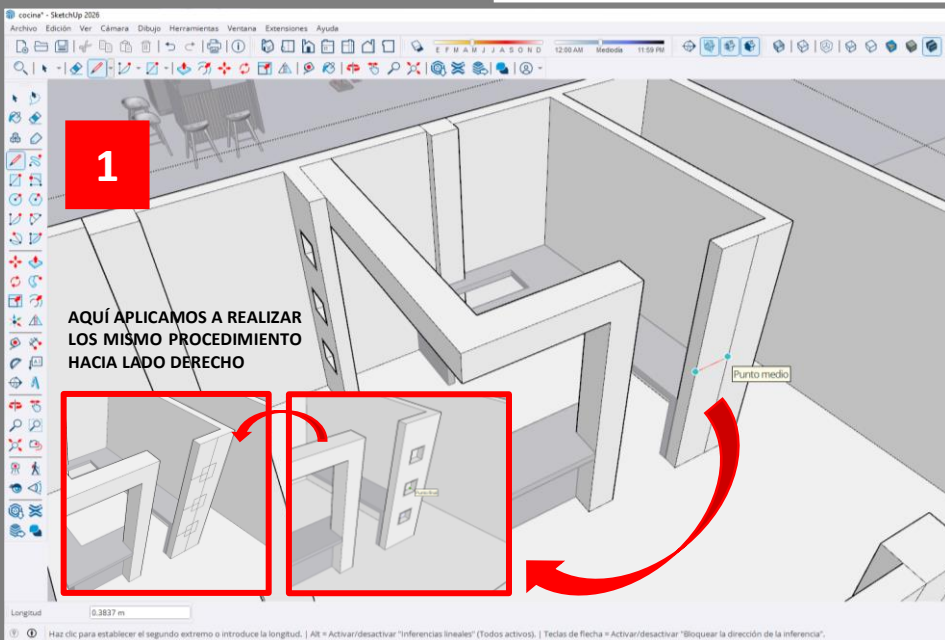 cocina* - SketchUp 2026
Archivo Edición Ver Cámara Dibujo Herramientas Ventana Extensiones Ayuda
E F M A M J J A S O N D 12:00 AM Mediodía 11:59 PM
1
AQUÍ APLICAMOS A REALIZAR
LOS MISMO PROCEDIMIENTO
HACIA LADO DERECHO
Punto medio
Longitud 0.3837 m
Haz clic para establecer el segundo extremo o introduce la longitud. | Alt = Activar/desactivar "Inferencias lineales" (Todos activos). | Teclas de flecha = Activar/desactivar "Bloquear la dirección de la inferencia".